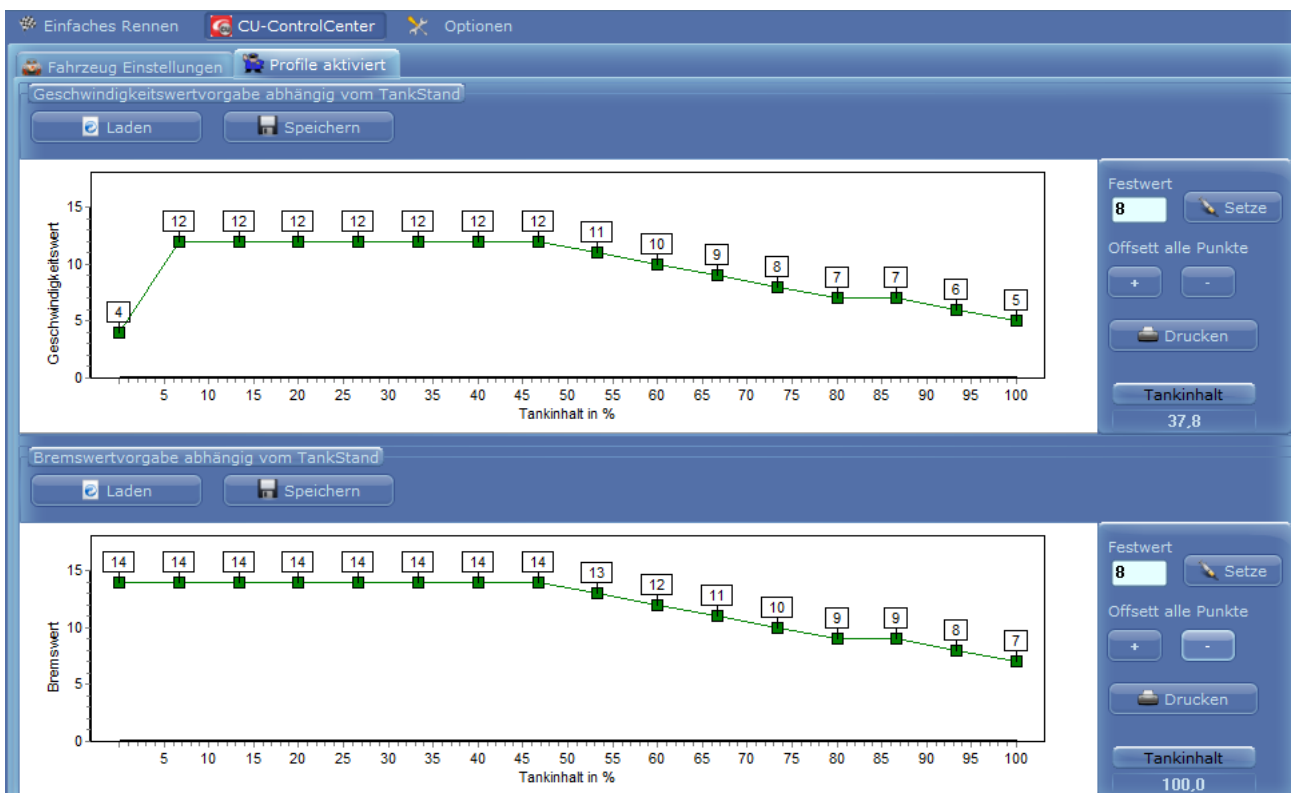 Einfaches Rennen CU-ControlCenter Optionen
Fahrzeug Einstellungen Profile aktiviert
Geschwindigkeitswertvorgabe abhängig vom TankStand
Laden Speichern
Geschwindigkeitswert
15
10
5
0
4 12 12 12 12 12 12 12 11 10 9 8 7 7 6 5
5 10 15 20 25 30 35 40 45 50 55 60 65 70 75 80 85 90 95 100
Tankinhalt in %
Festwert
8 Setze
Offsett alle Punkte
+ -
Drucken
Tankinhalt
37,8
Bremswertvorgabe abhängig vom TankStand
Laden Speichern
Bremswert
15
10
5
0
14 14 14 14 14 14 14 14 13 12 11 10 9 9 8 7
5 10 15 20 25 30 35 40 45 50 55 60 65 70 75 80 85 90 95 100
Tankinhalt in %
Festwert
8 Setze
Offsett alle Punkte
+ -
Drucken
Tankinhalt
100,0